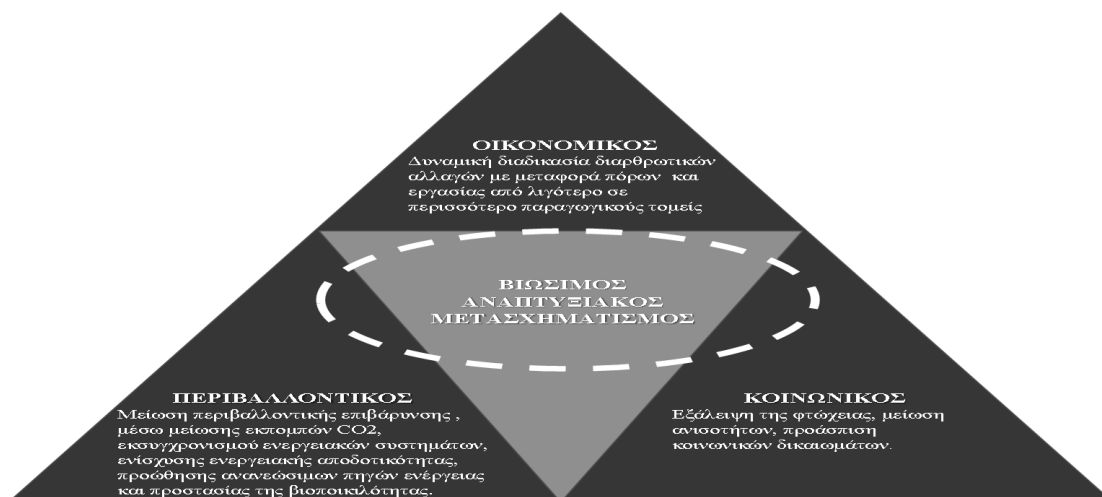 ΟΙΚΟΝΟΜΙΚΟΣ
Δυναμική διαδικασία διαρθρωτικών
αλλαγών με μεταφορά πόρων και
εργασίας από λιγότερο σε
περισσότερο παραγωγικούς τομείς
ΒΙΩΣΙΜΟΣ
ΑΝΑΠΤΥΞΙΑΚΟΣ
ΜΕΤΑΣΧΗΜΑΤΙΣΜΟΣ
ΠΕΡΙΒΑΛΛΟΝΤΙΚΟΣ
Μείωση περιβαλλοντικής επιβάρυνσης ,
μέσω μείωσης εκπομπών CO2,
εκσυγχρονισμού ενεργειακών συστημάτων,
ενίσχυσης ενεργειακής αποδοτικότητας,
προώθησης ανανεώσιμων πηγών ενέργειας
και προστασίας της βιοποικιλότητας.
ΚΟΙΝΩΝΙΚΟΣ
Εξάλειψη της φτώχειας, μείωση
ανισοτήτων, προάσπιση
κοινωνικών δικαιωμάτων.